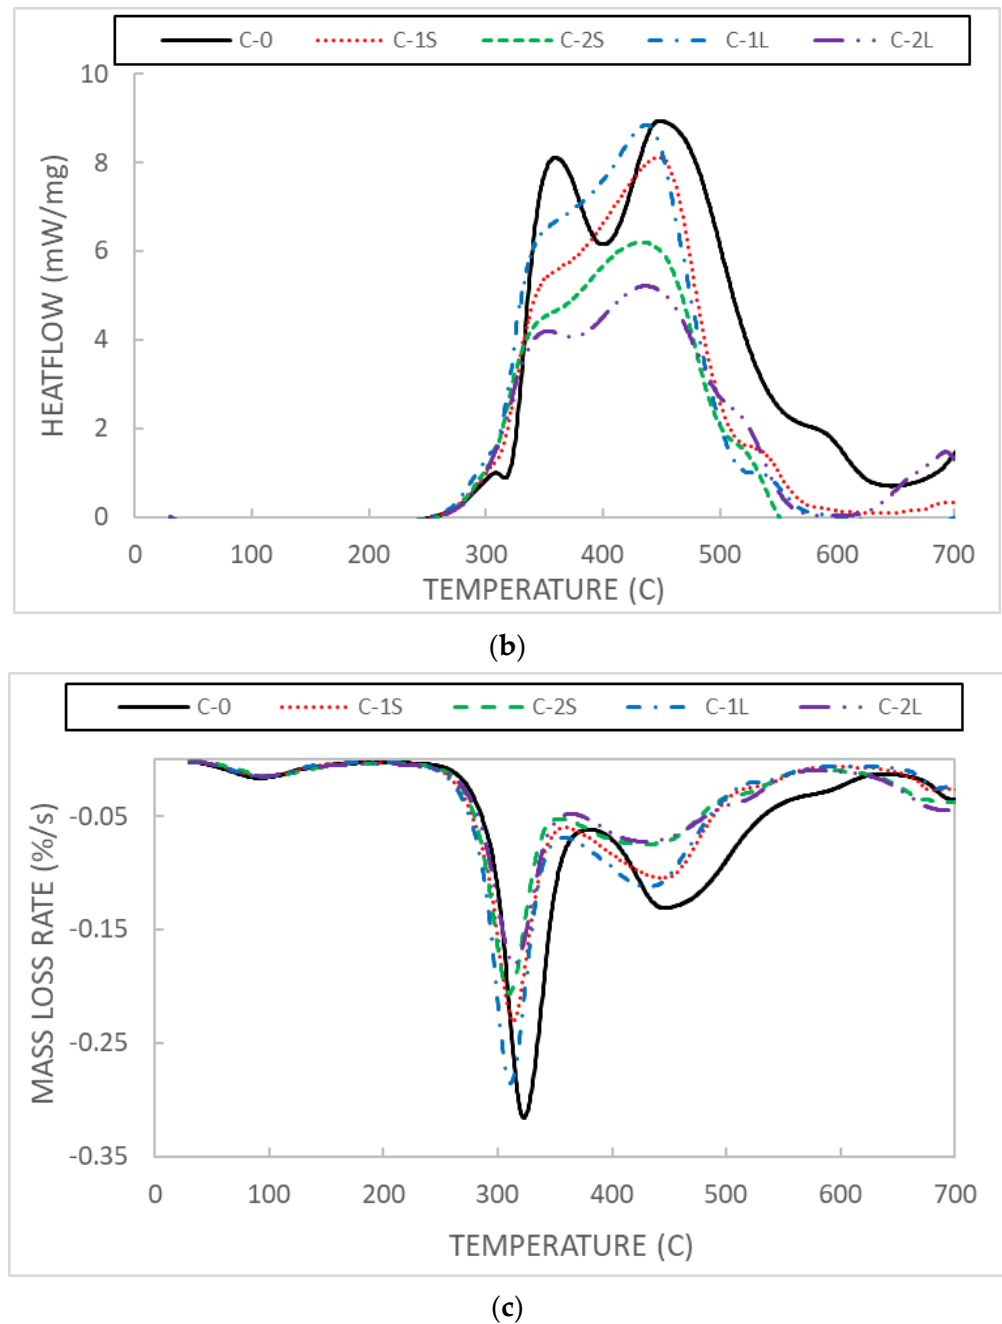 C-0 C-1S C-2S C-1L C-2L
10
8
6
4
2
0
HEATFLOW (mW/mg)
0 100 200 300 400 500 600 700
TEMPERATURE (C)
(b)
C-0 C-1S C-2S C-1L C-2L
-0.05
-0.15
-0.25
-0.35
MASS LOSS RATE (%/s)
0 100 200 300 400 500 600 700
TEMPERATURE (C)
(c)